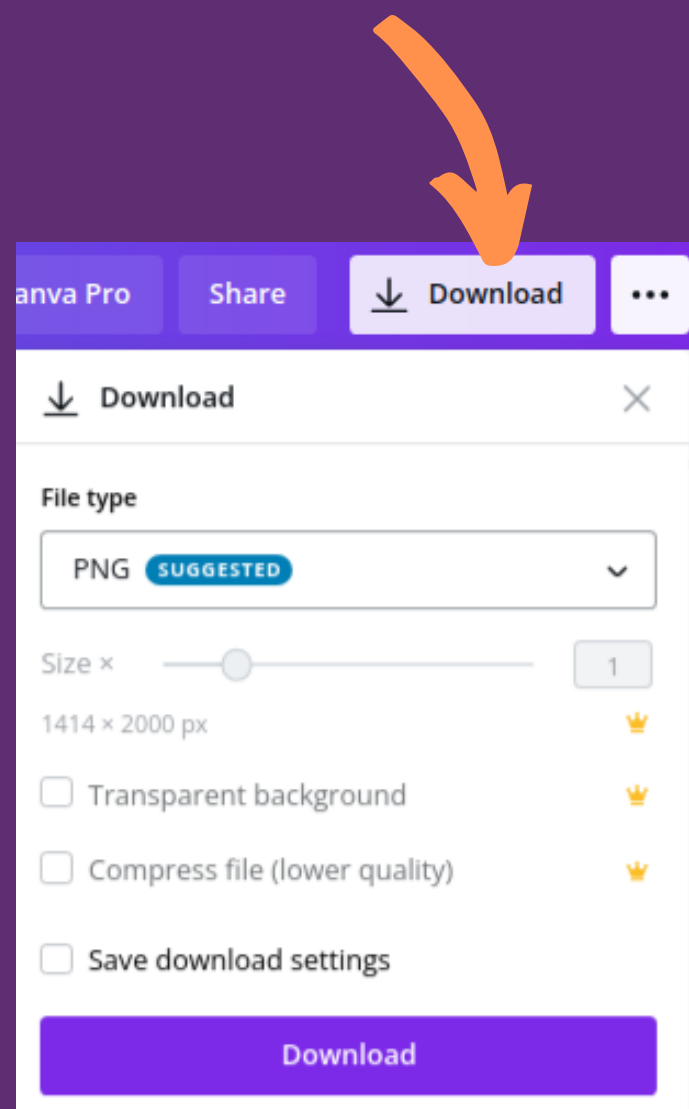 anva Pro Share Download •••
Download
File type
PNG SUGGESTED
Size × 1
1414 × 2000 px
Transparent background
Compress file (lower quality)
Save download settings
Download